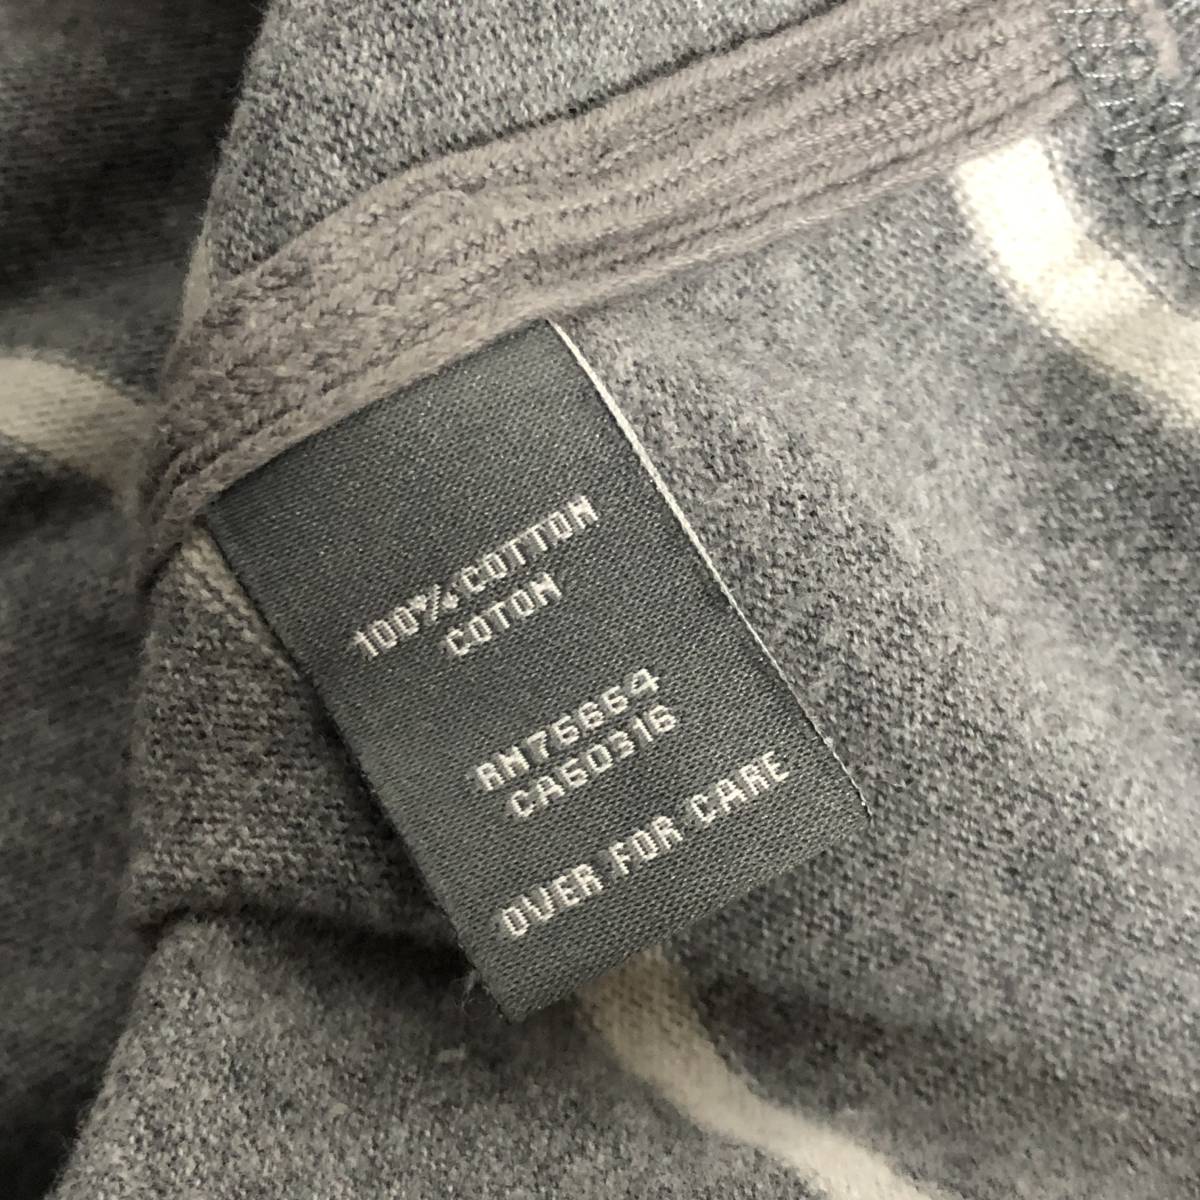 100% COTTON
COTON
RN75664
CA60316
OVER FOR CARE